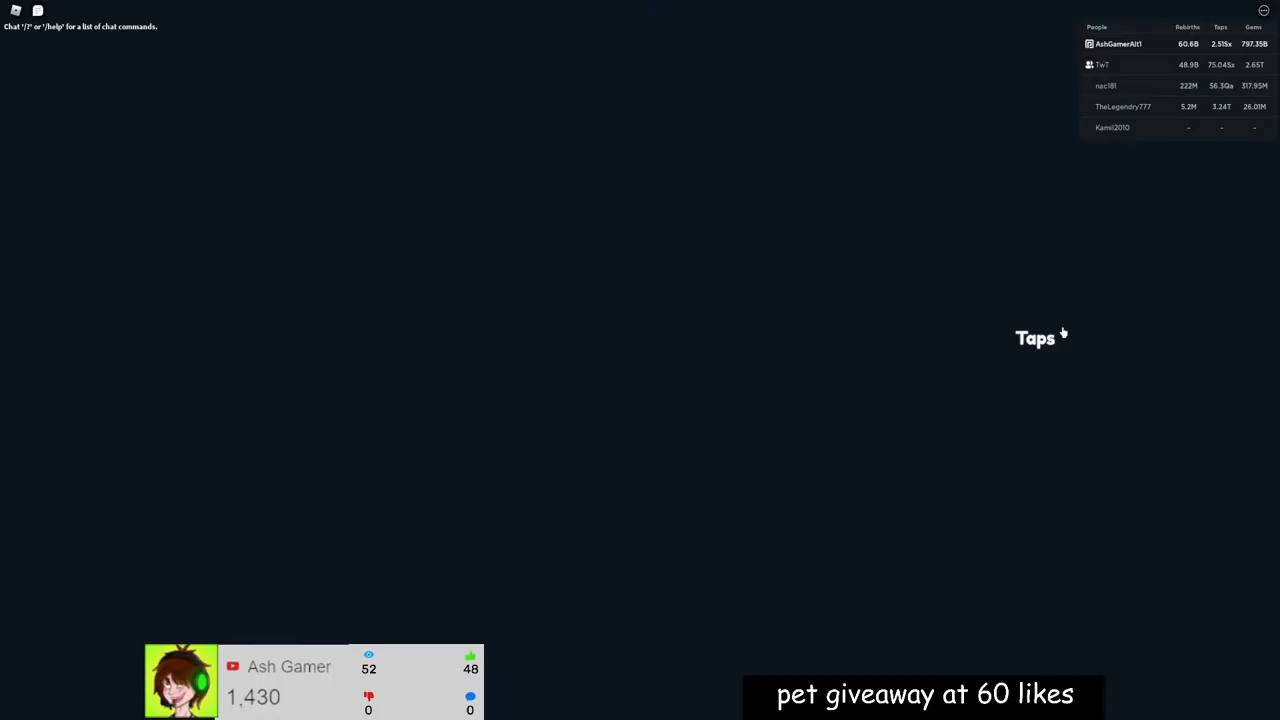 Chat '/?' or '/help' for a list of chat commands.
People Rebirths Taps Gems
AshGamerAlt1 60.6B 2.51Sx 797.35B
TwT 48.9B 75.04Sx 2.65T
nac181 222M 56.3Qa 317.95M
TheLegendry777 5.2M 3.24T 26.01M
Kamil2010 - - -
Taps
Ash Gamer
1,430
52
48
0
0
pet giveaway at 60 likes